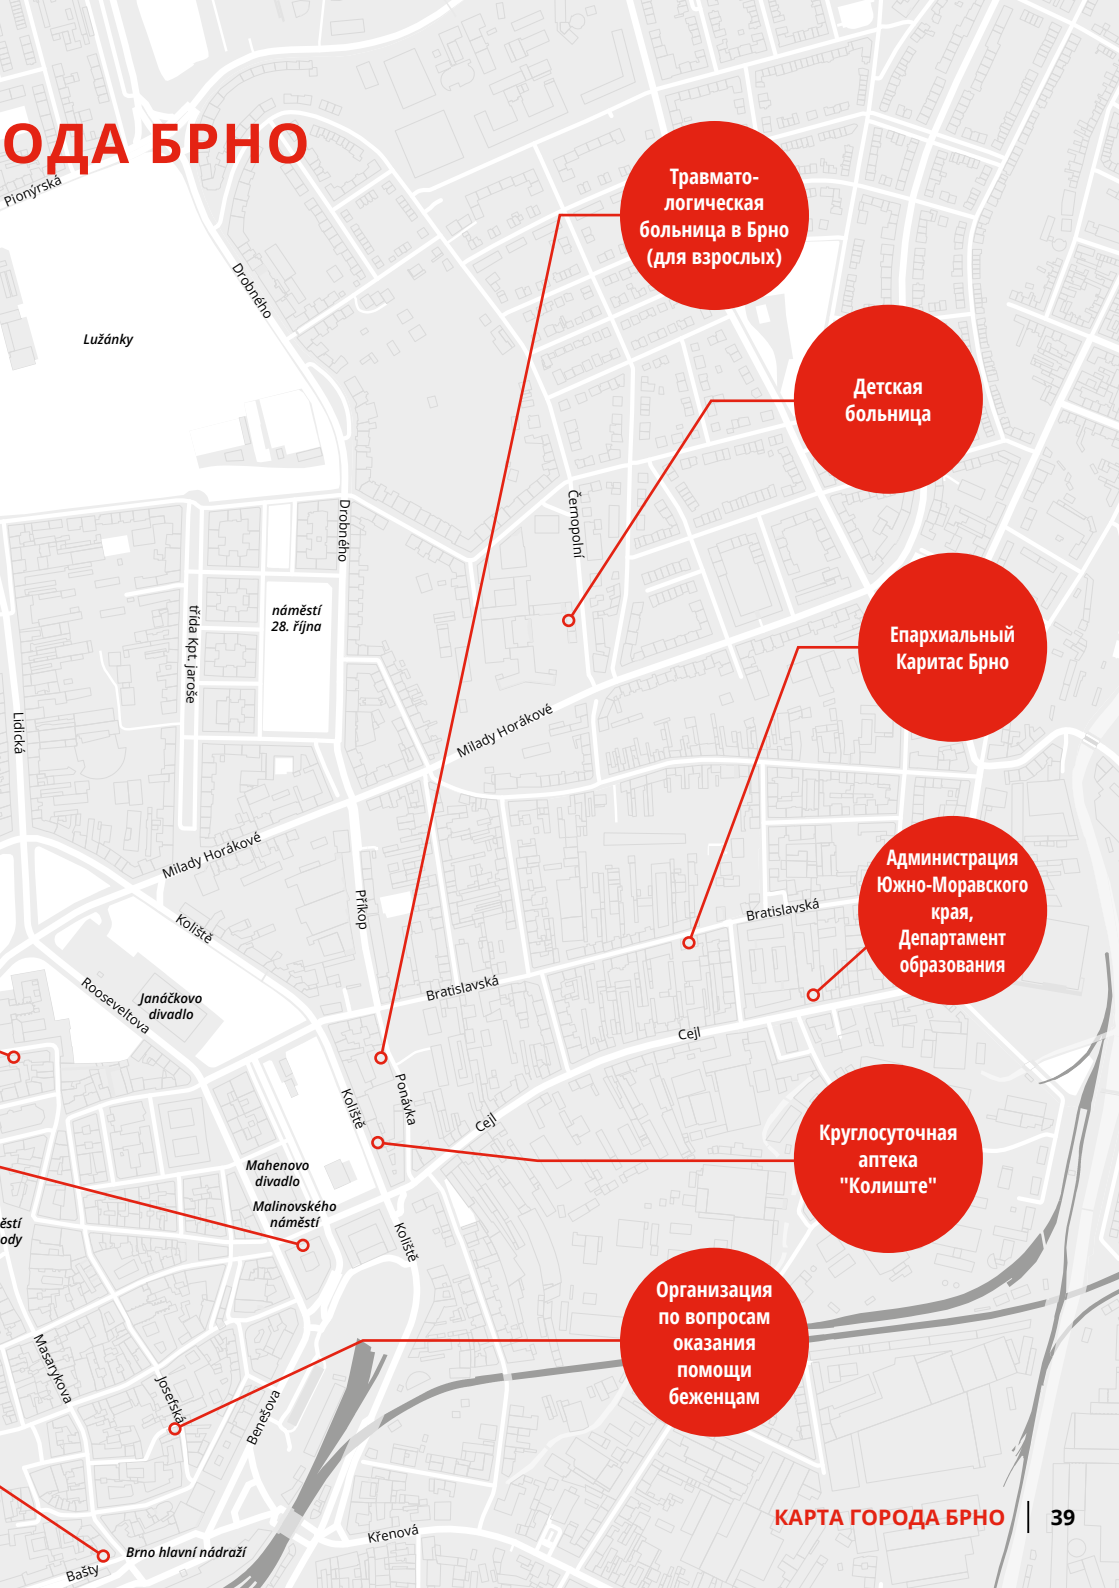 ОДА БРНО
Pionýrská
Травмато-
логическая
больница в Брно
(для взрослых)
Drobného
Lužánky
Детская
больница
Černopolní
Drobného
náměstí
28. října
třída Kpt. jaroše
Епархиальный
Каритас Брно
Lidická
Milady Horákové
Milady Horákové
Администрация
Южно-Моравского
края,
Департамент
образования
Příkop
Bratislavská
Koliště
Bratislavská
Rooseveltova
Janáčkovo
divadlo
Cejl
Koliště
Ponávka
Cejl
Круглосуточная
аптека
"Колиште"
Mahenovo
divadlo
Malinovského
náměstí
ěstí
ody
Koliště
Организация
по вопросам
оказания
помощи
беженцам
Masarykova
Josefská
Benešova
КАРТА ГОРОДА БРНО 39
Křenová
Brno hlavní nádraží
Bašty